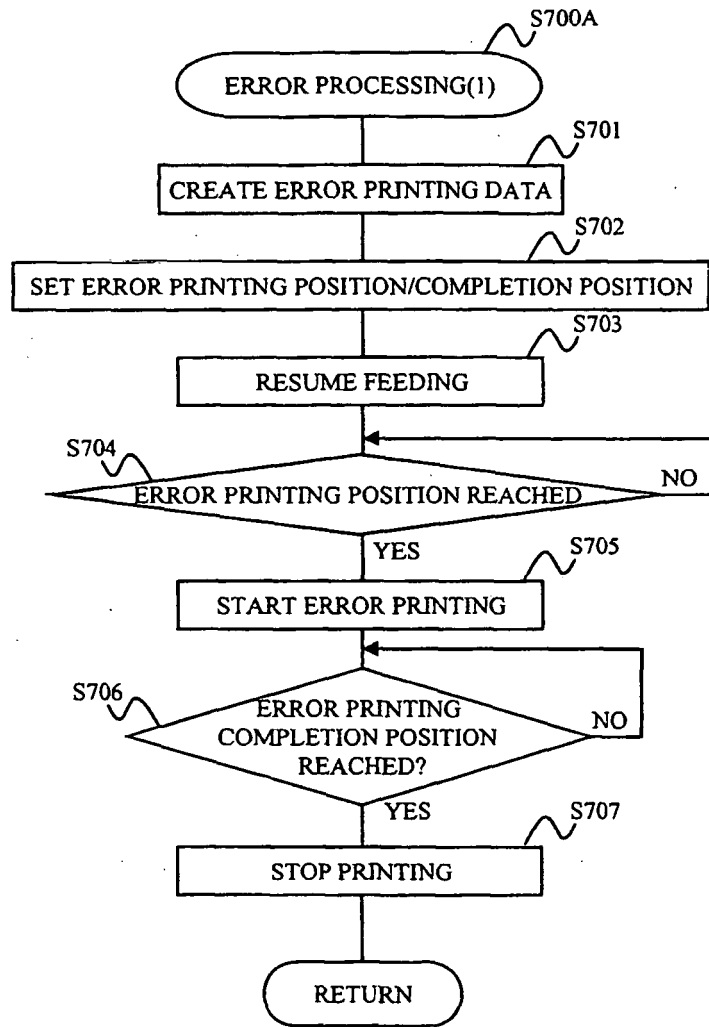 S700A
ERROR PROCESSING(1)
S701
CREATE ERROR PRINTING DATA
S702
SET ERROR PRINTING POSITION/COMPLETION POSITION
S703
RESUME FEEDING
S704
ERROR PRINTING POSITION REACHED
NO
YES
S705
START ERROR PRINTING
S706
ERROR PRINTING
COMPLETION POSITION
REACHED?
NO
YES
S707
STOP PRINTING
RETURN